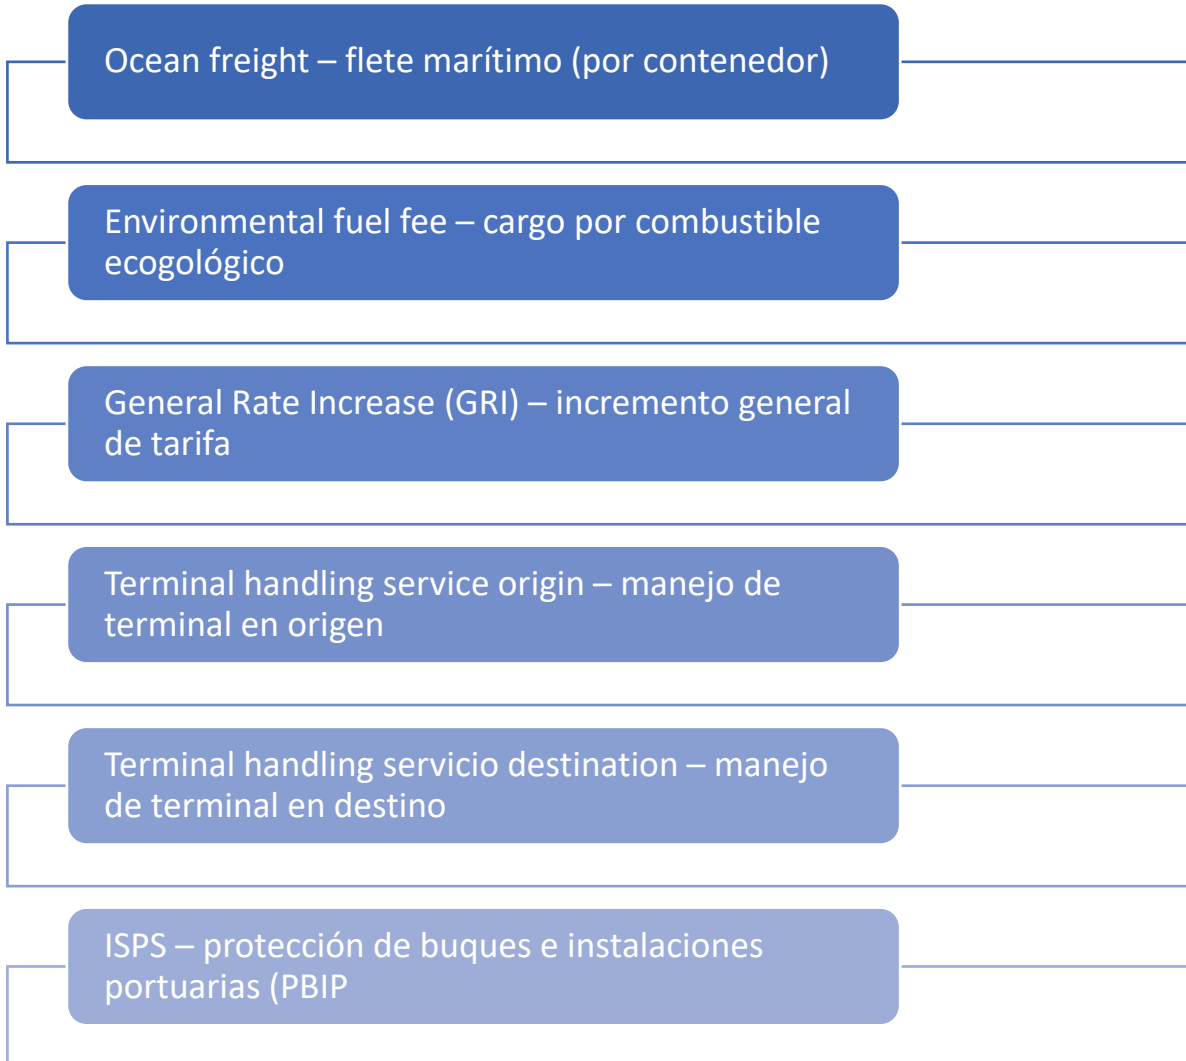 Ocean freight – flete marítimo (por contenedor)
Environmental fuel fee – cargo por combustible
ecogológico
General Rate Increase (GRI) – incremento general
de tarifa
Terminal handling service origin – manejo de
terminal en origen
Terminal handling servicio destination – manejo
de terminal en destino
ISPS – protección de buques e instalaciones
portuarias (PBIP